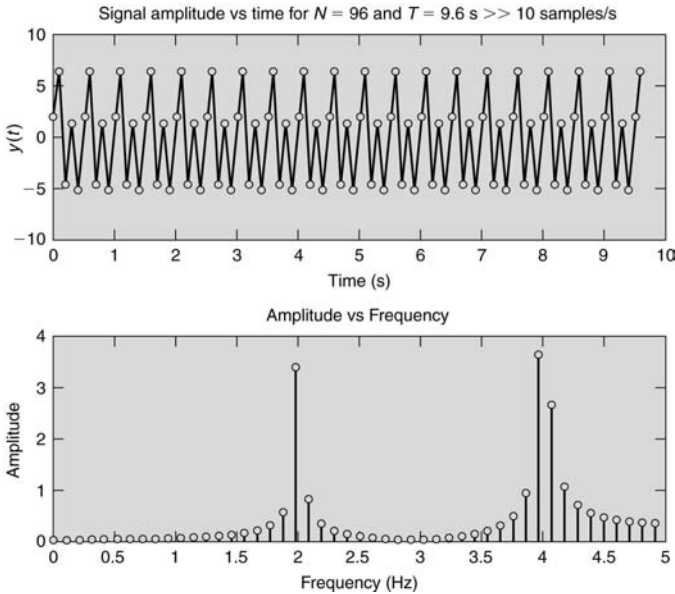 Signal amplitude vs time for N = 96 and T = 9.6 s >> 10 samples/s
10
5
0
−5
−10
y(t)
0 1 2 3 4 5 6 7 8 9 10
Time (s)
Amplitude vs Frequency
4
3
2
1
0
Amplitude
0 0.5 1 1.5 2 2.5 3 3.5 4 4.5 5
Frequency (Hz)